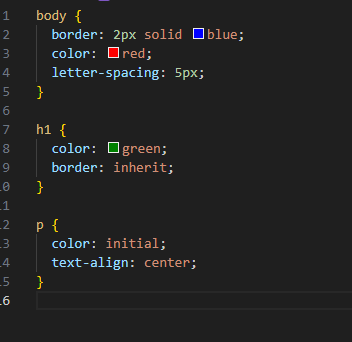 1 body {
2   border: 2px solid blue;
3   color: red;
4   letter-spacing: 5px;
5 }
6
7 h1 {
8   color: green;
9   border: inherit;
10 }
11
12 p {
13   color: initial;
14   text-align: center;
15 }
16